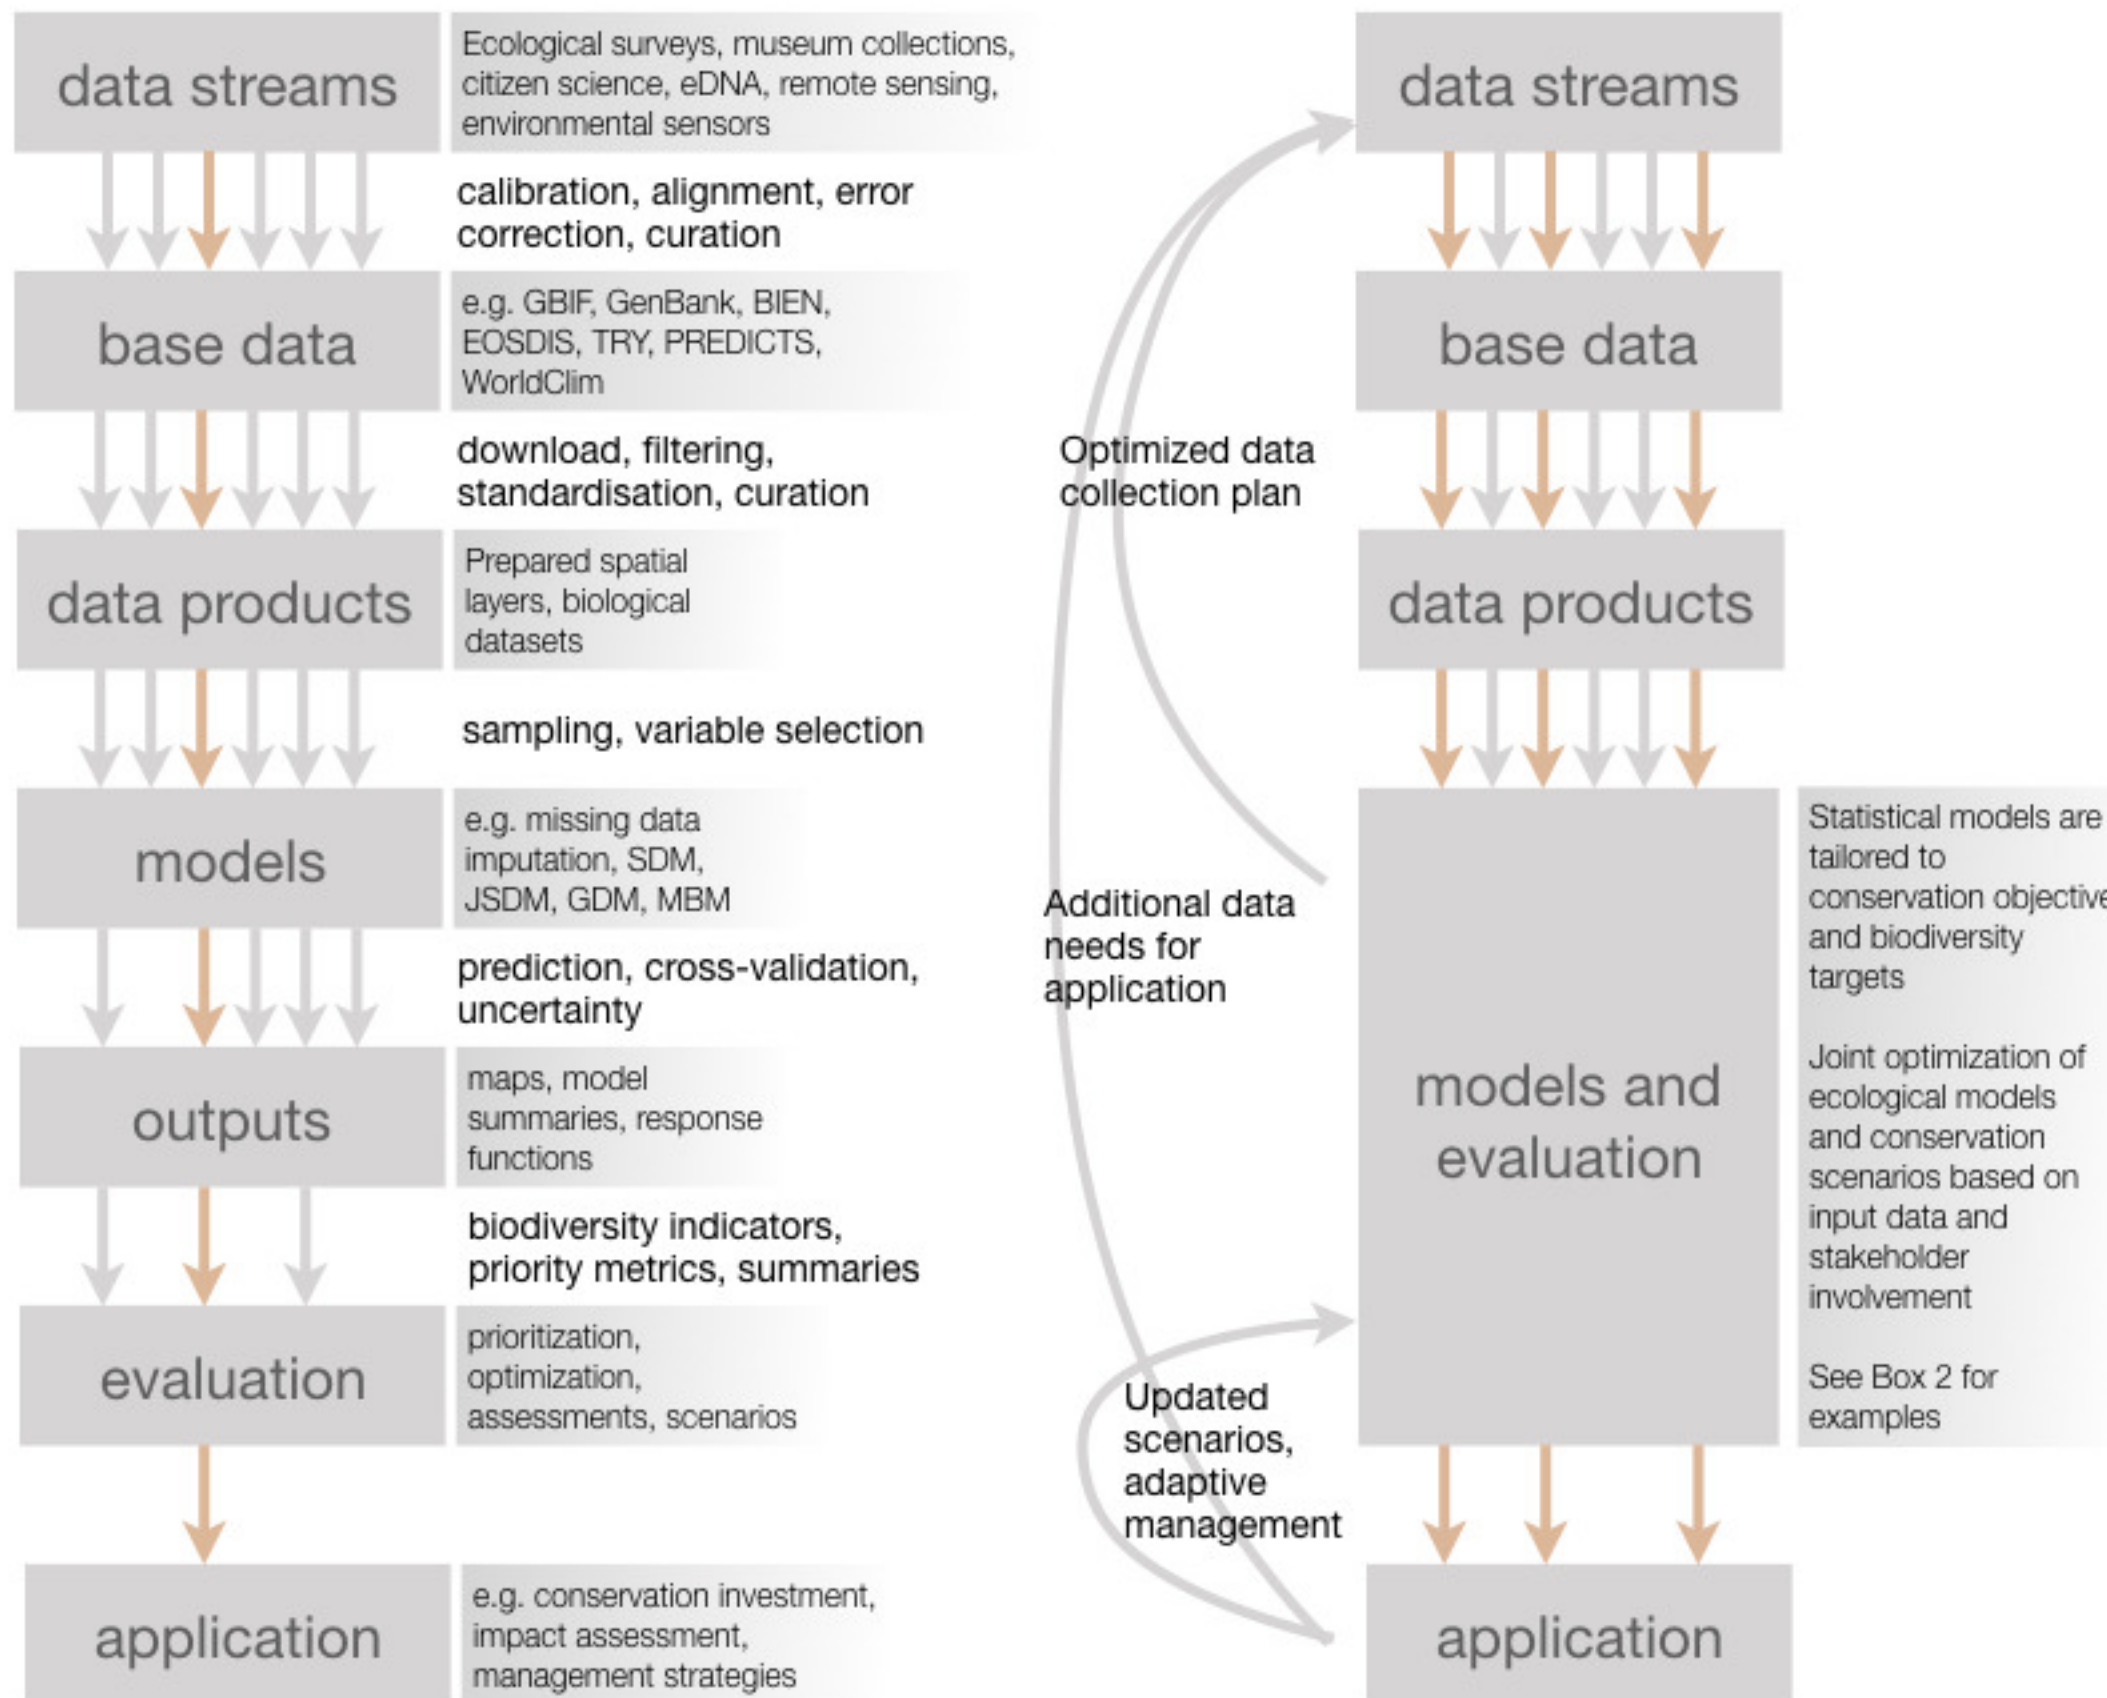 data streams
Ecological surveys, museum collections,
citizen science, eDNA, remote sensing,
environmental sensors
calibration, alignment, error
correction, curation
base data
e.g. GBIF, GenBank, BIEN,
EOSDIS, TRY, PREDICTS,
WorldClim
download, filtering,
standardisation, curation
data products
Prepared spatial
layers, biological
datasets
sampling, variable selection
models
e.g. missing data
imputation, SDM,
JSDM, GDM, MBM
prediction, cross-validation,
uncertainty
outputs
maps, model
summaries, response
functions
biodiversity indicators,
priority metrics, summaries
evaluation
prioritization,
optimization,
assessments, scenarios
application
e.g. conservation investment,
impact assessment,
management strategies
data streams
base data
Optimized data
collection plan
data products
Additional data
needs for
application
models and
evaluation
Statistical models are
tailored to
conservation objective
and biodiversity
targets
Joint optimization of
ecological models
and conservation
scenarios based on
input data and
stakeholder
involvement
See Box 2 for
examples
Updated
scenarios,
adaptive
management
application